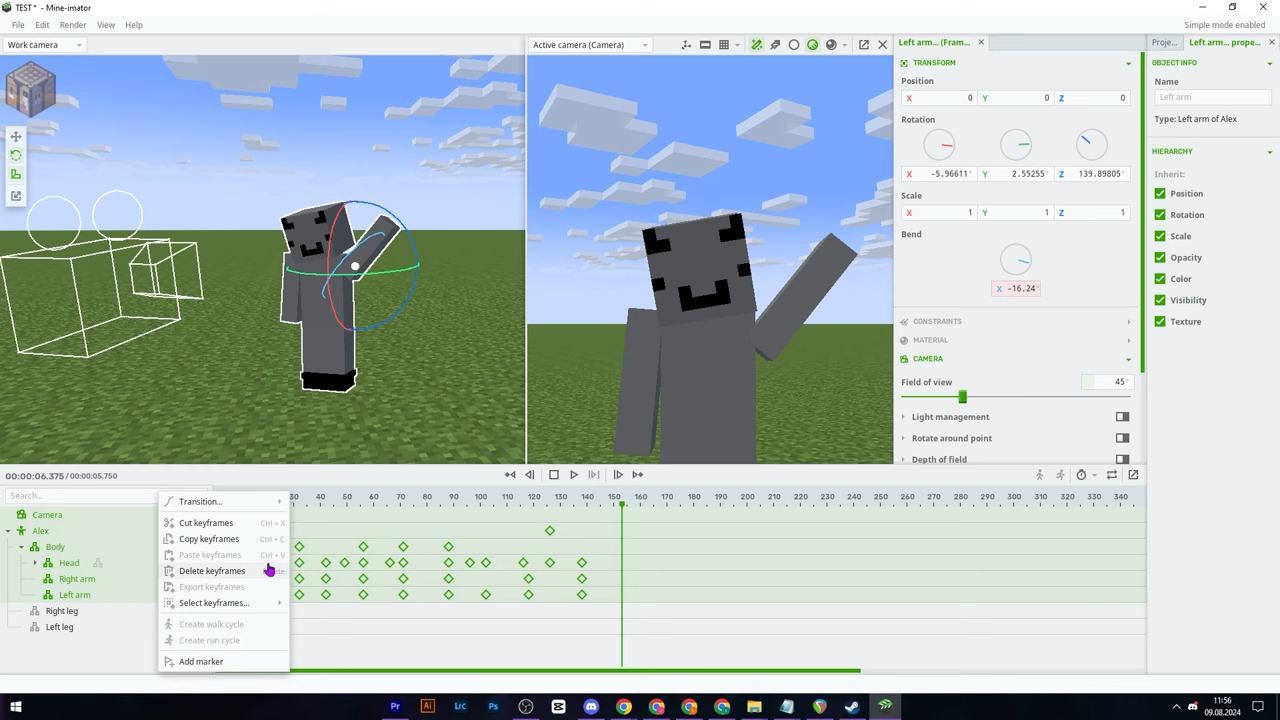 TEST * - Mine-imator
File Edit Render View Help
Simple mode enabled
Work camera
Active camera (Camera)
Left arm... (Fram...
Proje...
Left arm... prope...
TRANSFORM
Position
X 0 Y 0 Z 0
Rotation
X -5.96611° Y 2.55255° Z 139.89805°
Scale
X 1 Y 1 Z 1
Bend
X -16.24°
CONSTRAINTS
MATERIAL
CAMERA
Field of view 45°
Light management
Rotate around point
Depth of field
OBJECT INFO
Name
Left arm
Type: Left arm of Alex
HIERARCHY
Inherit:
Position
Rotation
Scale
Opacity
Color
Visibility
Texture
00:00:06.375 / 00:00:05.750
Search...
30 40 50 60 70 80 90 100 110 120 130 140 150 160 170 180 190 200 210 220 230 240 250 260 270 280 290 300 310 320 330 340
Camera
Alex
Body
Head
Right arm
Left arm
Right leg
Left leg
Transition...
Cut keyframes Ctrl + X
Copy keyframes Ctrl + C
Paste keyframes Ctrl + V
Delete keyframes
Export keyframes
Select keyframes...
Create walk cycle
Create run cycle
Add marker
Pr Ai Lrc Ps
11:56
09.08.2024